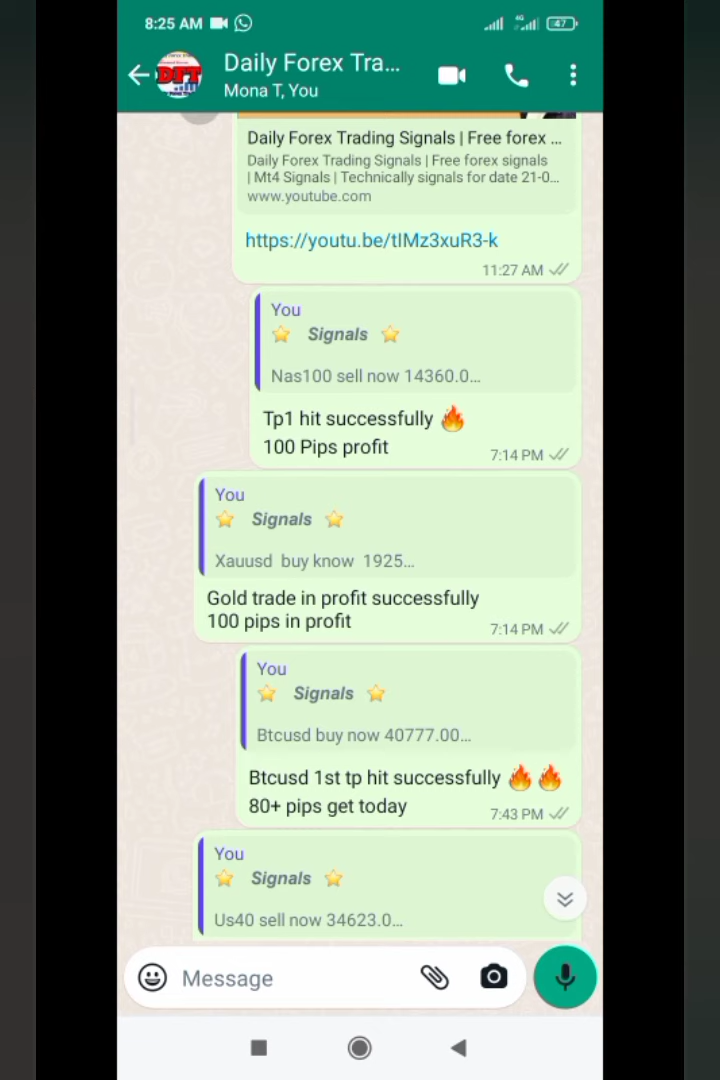 8:25 AM
4G
47
DFT
Daily Forex Tra...
Mona T, You
Daily Forex Trading Signals | Free forex ...
Daily Forex Trading Signals | Free forex signals
| Mt4 Signals | Technically signals for date 21-0...
www.youtube.com
https://youtu.be/tIMz3xuR3-k
11:27 AM
You
⭐ Signals ⭐
Nas100 sell now 14360.0...
Tp1 hit successfully 🔥
100 Pips profit
7:14 PM
You
⭐ Signals ⭐
Xauusd buy know 1925...
Gold trade in profit successfully
100 pips in profit
7:14 PM
You
⭐ Signals ⭐
Btcusd buy now 40777.00...
Btcusd 1st tp hit successfully 🔥🔥
80+ pips get today
7:43 PM
You
⭐ Signals ⭐
Us40 sell now 34623.0...
Message